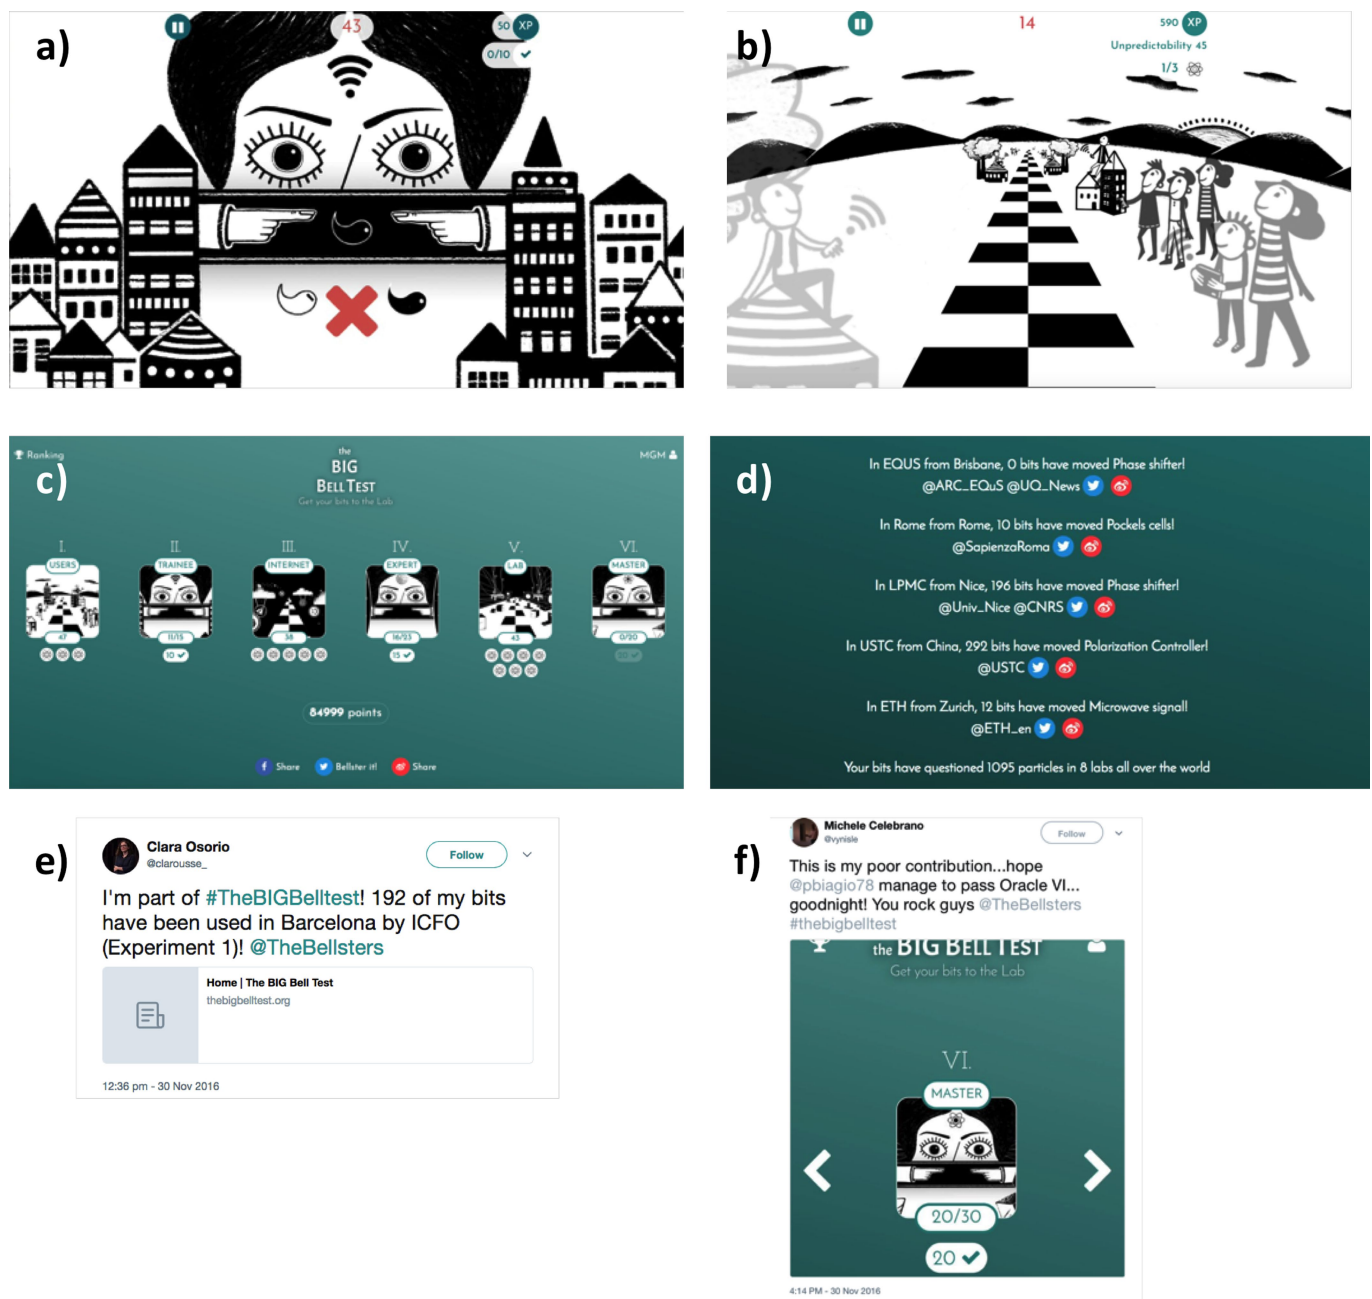 a)
43
50 XP
0/10
b)
14
590 XP
Unpredictability 45
1/3
c)
Ranking
the
BIG
BELL TEST
Get your bits to the Lab
MGM
I.
II.
III.
IV.
V.
VI.
USERS
TRAINEE
INTERNET
EXPERT
LAB
MASTER
47
11/15
38
16/23
43
0/20
10
15
84999 points
Share
Bellster it!
Share
d)
In EQUS from Brisbane, 0 bits have moved Phase shifter!
@ARC_EQuS @UQ_News
In Rome from Rome, 10 bits have moved Pockels cells!
@SapienzaRoma
In LPMC from Nice, 196 bits have moved Phase shifter!
@Univ_Nice @CNRS
In USTC from China, 292 bits have moved Polarization Controller!
@USTC
In ETH from Zurich, 12 bits have moved Microwave signal!
@ETH_en
Your bits have questioned 1095 particles in 8 labs all over the world
e)
Clara Osorio
@clarousse_
Follow
I'm part of #TheBIGBelltest! 192 of my bits
have been used in Barcelona by ICFO
(Experiment 1)! @TheBellsters
Home | The BIG Bell Test
thebigbelltest.org
12:36 pm - 30 Nov 2016
f)
Michele Celebrano
@vynisle
Follow
This is my poor contribution...hope
@pbiagio78 manage to pass Oracle VI...
goodnight! You rock guys @TheBellsters
#thebigbelltest
the BIG BELL TEST
Get your bits to the Lab
VI.
MASTER
20/30
20
4:14 PM - 30 Nov 2016